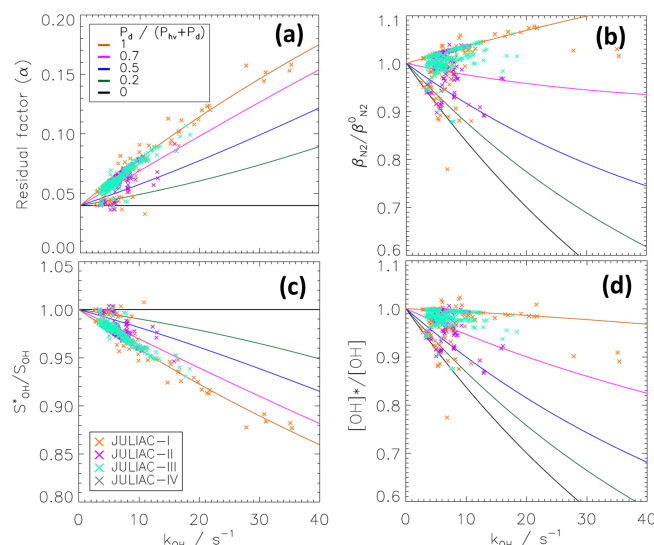 P_d / (P_hv+P_d)
1
0.7
0.5
0.2
0
(a)
Residual factor (α)
0.20
0.15
0.10
0.05
0.00
(b)
β_N2/β^0_N2
1.1
1.0
0.9
0.8
0.7
0.6
(c)
S*_OH/S_OH
1.05
1.00
0.95
0.90
0.85
0.80
JULIAC-I
JULIAC-II
JULIAC-III
JULIAC-IV
0 10 20 30 40
k_OH / s^-1
(d)
[OH]*/[OH]
1.1
1.0
0.9
0.8
0.7
0.6
0 10 20 30 40
k_OH / s^-1